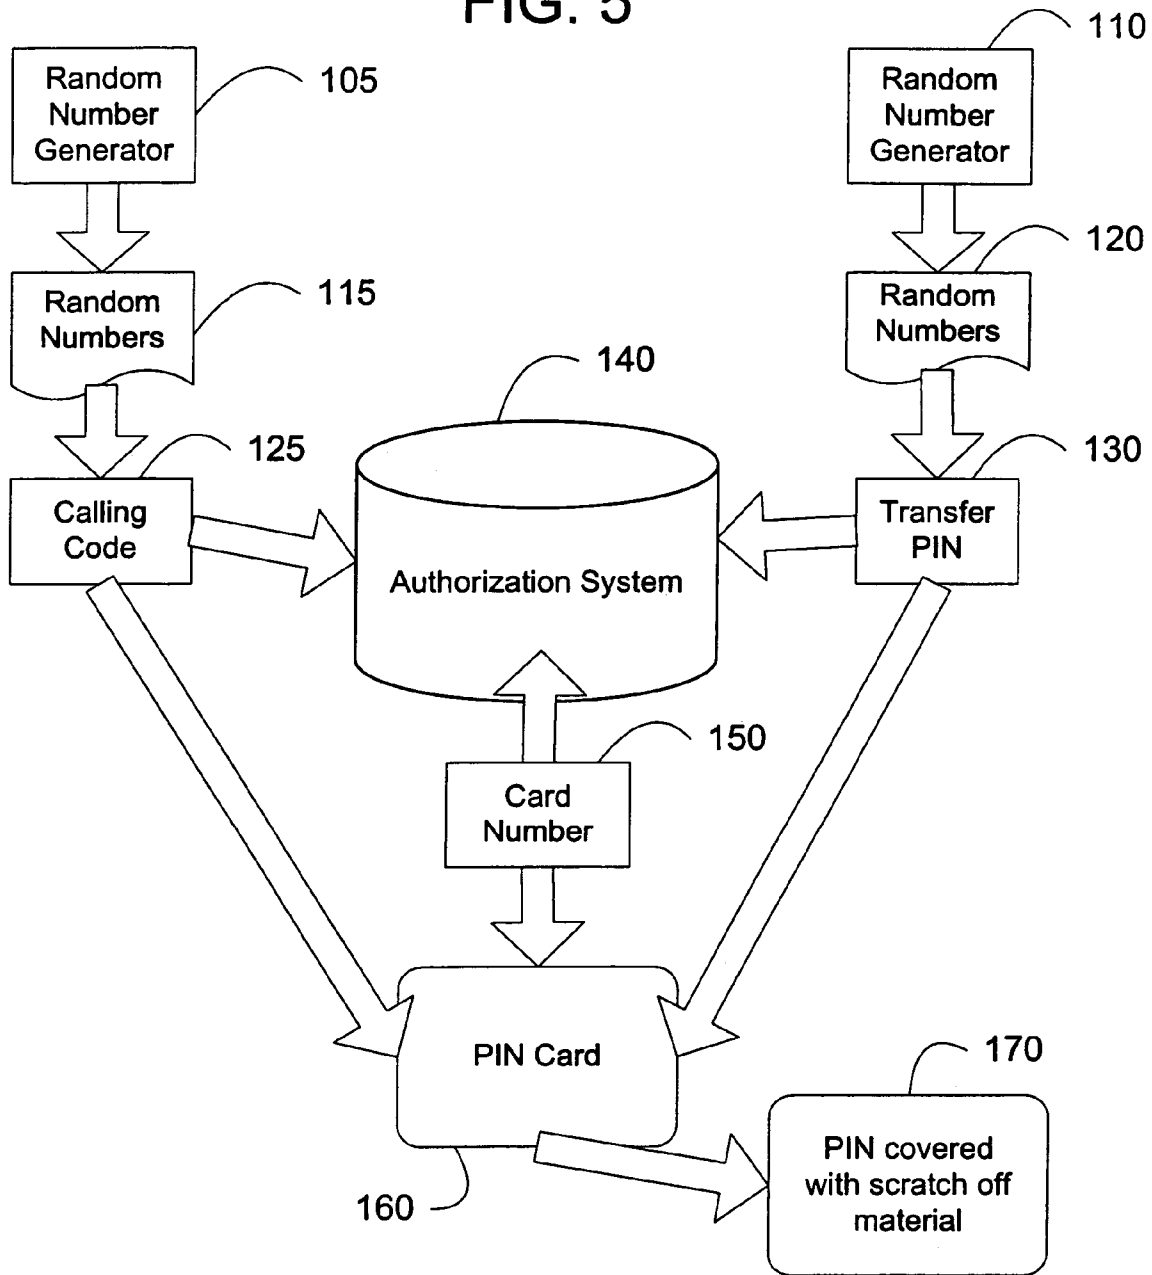 FIG. 5
110
Random
Number
Generator
105
Random
Number
Generator
Random
Numbers
115
120
Random
Numbers
140
125
130
Calling
Code
Transfer
PIN
Authorization System
150
Card
Number
PIN Card
160
170
PIN covered
with scratch off
material